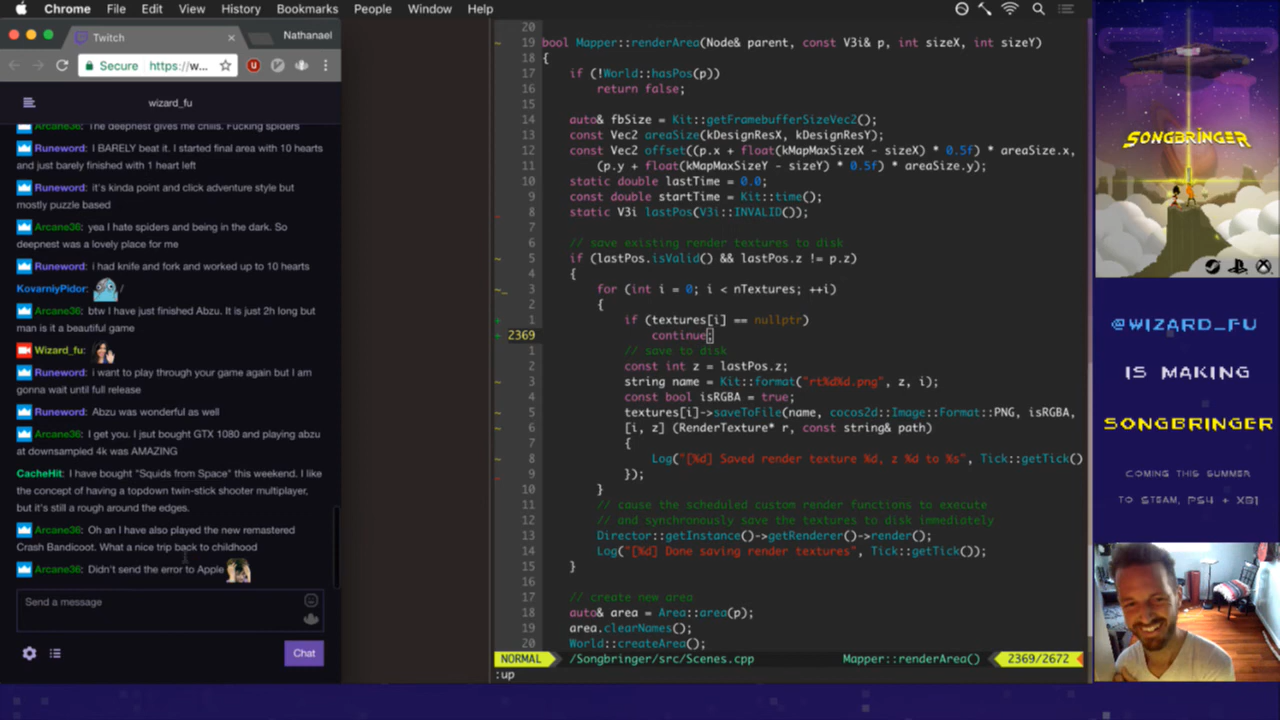 Chrome File Edit View History Bookmarks People Window Help
Twitch
Nathanael
Secure https://w...
wizard_fu
Arcane36: The deepnest gives me chills. Fucking spiders
Runeword: I BARELY beat it. I started final area with 10 hearts
and just barely finished with 1 heart left
Runeword: it's kinda point and click adventure style but
mostly puzzle based
Arcane36: yea I hate spiders and being in the dark. So
deepnest was a lovely place for me
Runeword: i had knife and fork and worked up to 10 hearts
KovarniyPidor: /
Arcane36: btw I have just finished Abzu. It is just 2h long but
man is it a beautiful game
Wizard_fu:
Runeword: i want to play through your game again but I am
gonna wait until full release
Runeword: Abzu was wonderful as well
Arcane36: I get you. I jsut bought GTX 1080 and playing abzu
at downsampled 4k was AMAZING
CacheHit: I have bought "Squids from Space" this weekend. I like
the concept of having a topdown twin-stick shooter multiplayer,
but it's still a rough around the edges.
Arcane36: Oh an I have also played the new remastered
Crash Bandicoot. What a nice trip back to childhood
Arcane36: Didn't send the error to Apple
Send a message
Chat
20
19 bool Mapper::renderArea(Node& parent, const V3i& p, int sizeX, int sizeY)
18 {
17 if (!World::hasPos(p))
16 return false;
15
14 auto& fbSize = Kit::getFramebufferSizeVec2();
13 const Vec2 areaSize(kDesignResX, kDesignResY);
12 const Vec2 offset((p.x + float(kMapMaxSizeX - sizeX) * 0.5f) * areaSize.x,
11 (p.y + float(kMapMaxSizeY - sizeY) * 0.5f) * areaSize.y);
10 static double lastTime = 0.0;
9 const double startTime = Kit::time();
8 static V3i lastPos(V3i::INVALID());
7
6 // save existing render textures to disk
5 if (lastPos.isValid() && lastPos.z != p.z)
4 {
3 for (int i = 0; i < nTextures; ++i)
2 {
1 if (textures[i] == nullptr)
2369 continue;
1 // save to disk
2 const int z = lastPos.z;
3 string name = Kit::format("rt%d%d.png", z, i);
4 const bool isRGBA = true;
5 textures[i]->saveToFile(name, cocos2d::Image::Format::PNG, isRGBA,
6 [i, z] (RenderTexture* r, const string& path)
7 {
8 Log("[%d] Saved render texture %d, z %d to %s", Tick::getTick()
9 });
10 }
11 // cause the scheduled custom render functions to execute
12 // and synchronously save the textures to disk immediately
13 Director::getInstance()->getRenderer()->render();
14 Log("[%d] Done saving render textures", Tick::getTick());
15 }
16
17 // create new area
18 auto& area = Area::area(p);
19 area.clearNames();
20 World::createArea();
NORMAL /Songbringer/src/Scenes.cpp Mapper::renderArea() 2369/2672
:up
SONGBRINGER
@WIZARD_FU
IS MAKING
SONGBRINGER
COMING THIS SUMMER
TO STEAM, PS4 + XB1